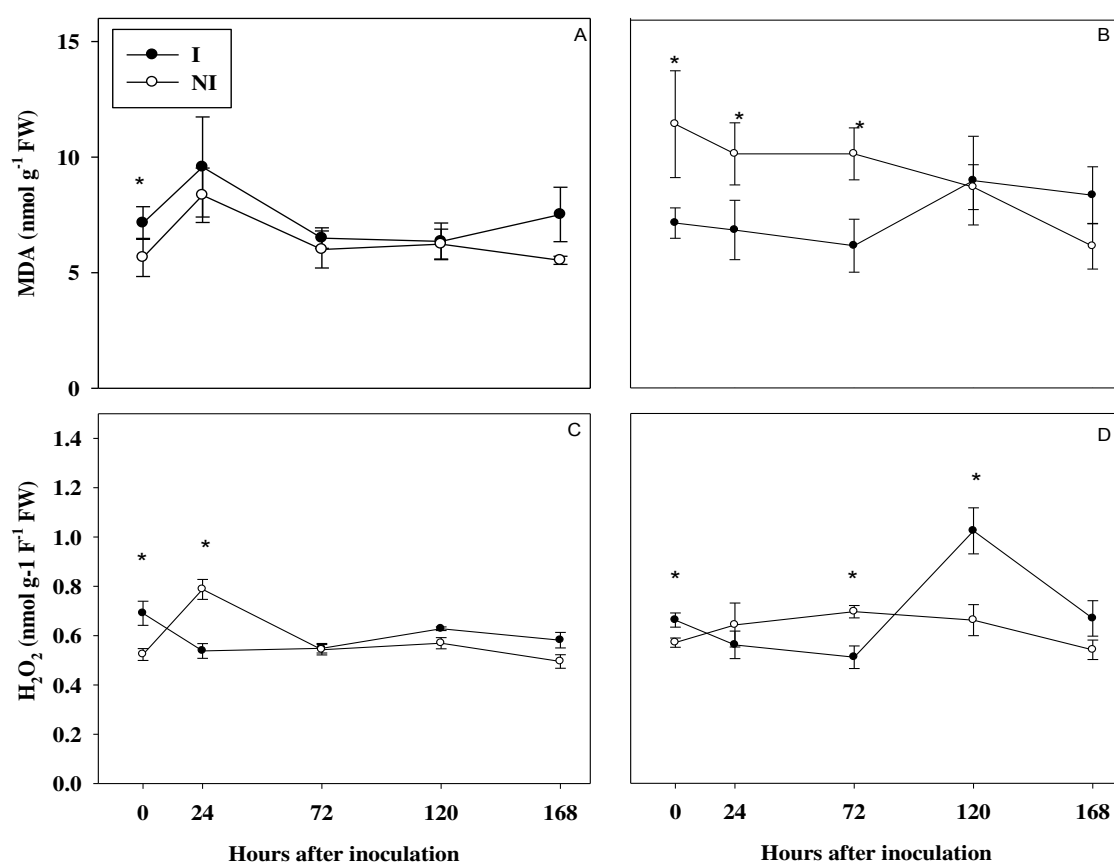 A
B
I
NI
15
10
5
0
MDA (nmol g-1 FW)
*
*
*
*
C
D
1.4
1.2
1.0
0.8
0.6
0.4
0.2
0.0
H2O2 (nmol g-1 F-1 FW)
*
*
*
*
*
0 24 72 120 168
0 24 72 120 168
Hours after inoculation
Hours after inoculation